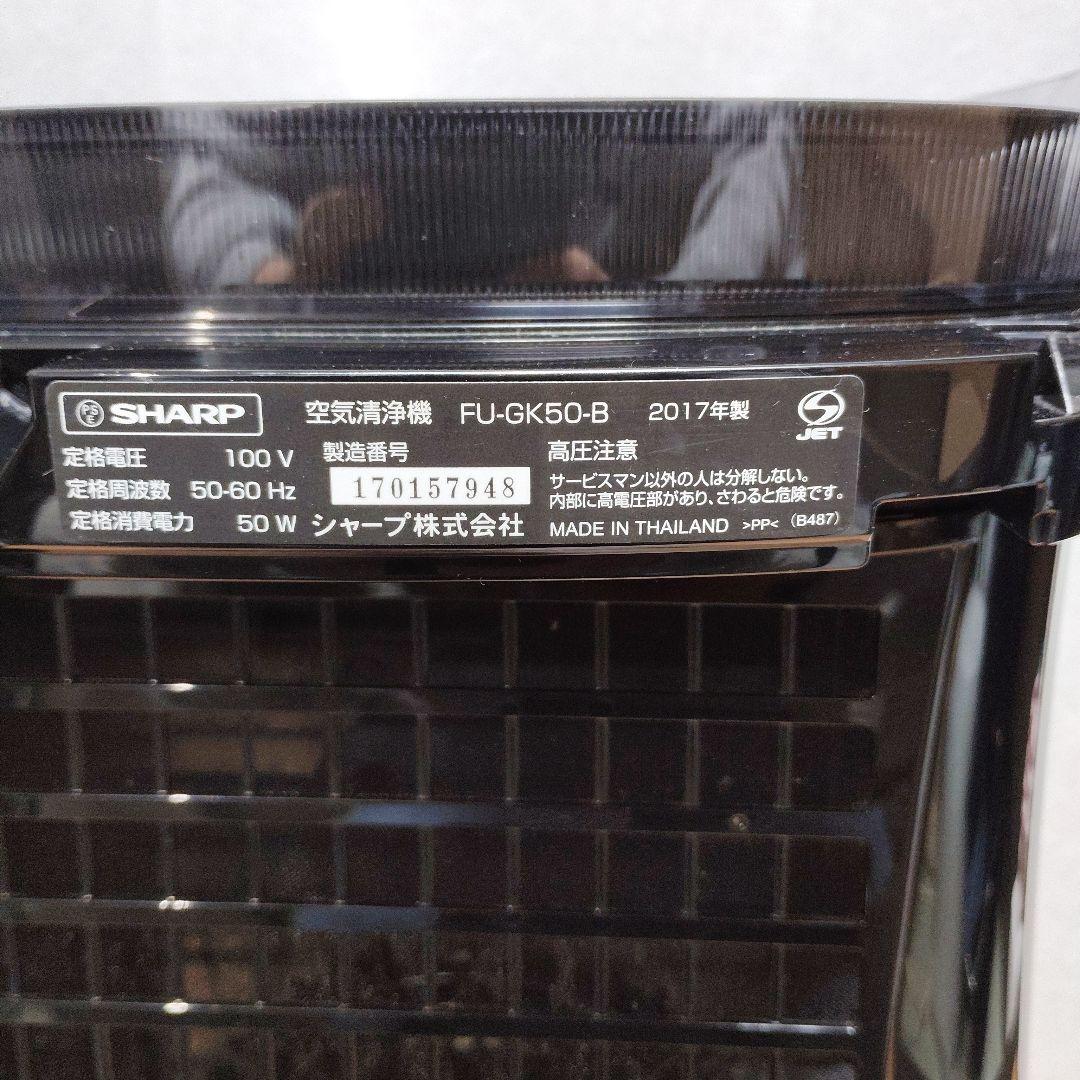 PSE SHARP 空気清浄機 FU-GK50-B 2017年製
JET
定格電圧 100 V 製造番号 高圧注意
定格周波数 50-60 Hz 170157948 サービスマン以外の人は分解しない。
内部に高電圧部があり、さわると危険です。
定格消費電力 50 W シャープ株式会社 MADE IN THAILAND >PP< (B487)